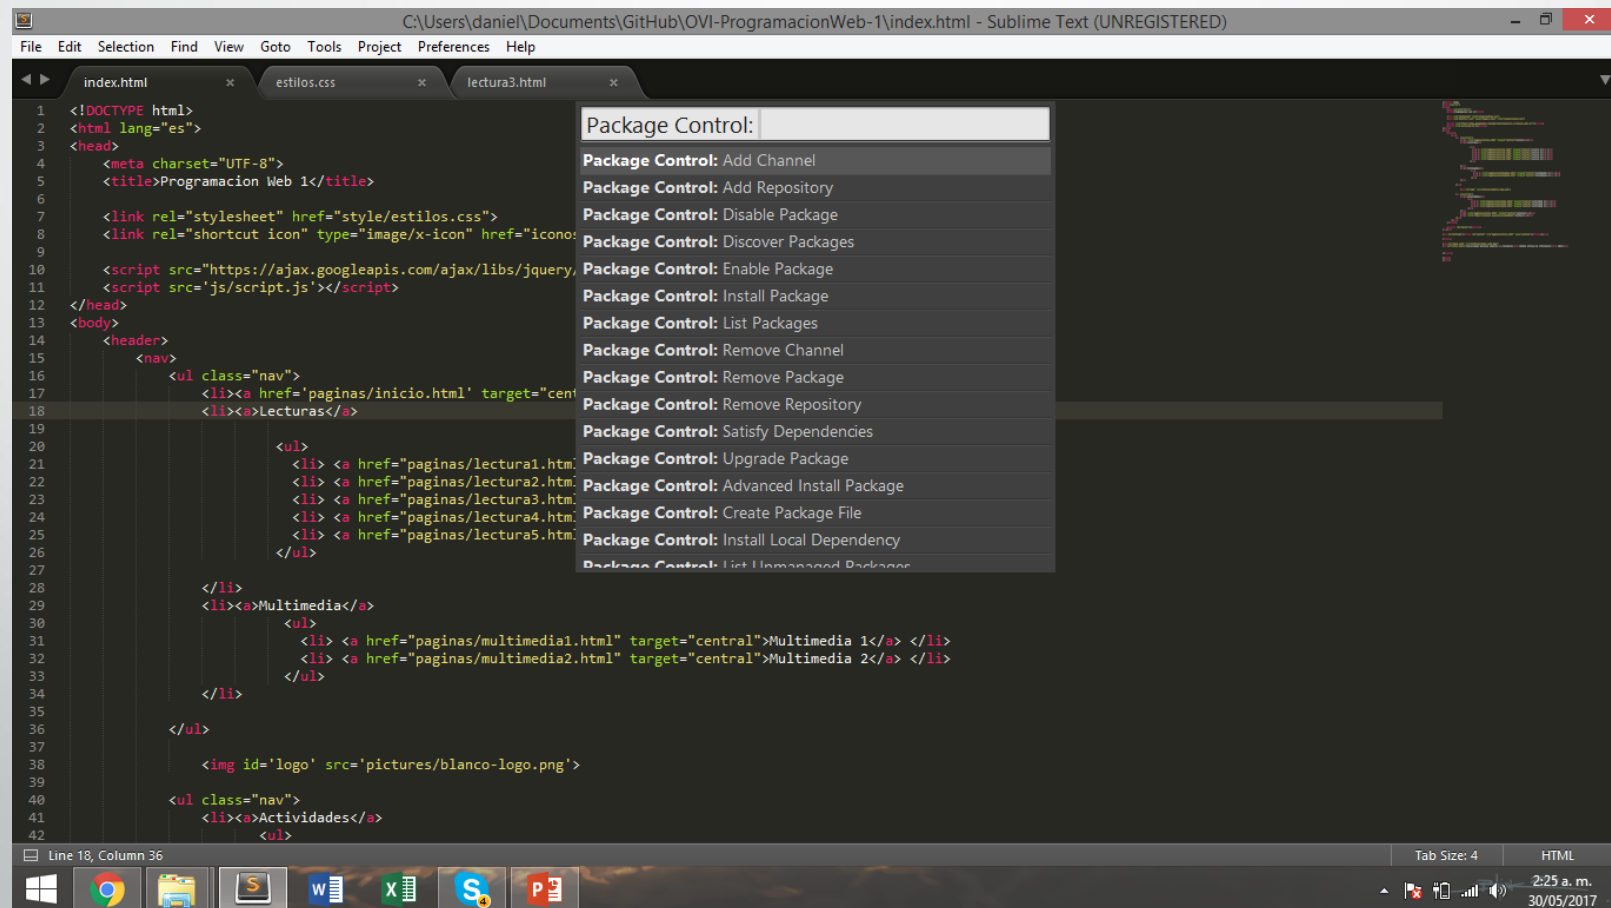 C:\Users\daniel\Documents\GitHub\OVI-ProgramacionWeb-1\index.html - Sublime Text (UNREGISTERED)
File Edit Selection Find View Goto Tools Project Preferences Help
index.html × estilos.css × lectura3.html ×
Package Control:
Package Control: Add Channel
Package Control: Add Repository
Package Control: Disable Package
Package Control: Discover Packages
Package Control: Enable Package
Package Control: Install Package
Package Control: List Packages
Package Control: Remove Channel
Package Control: Remove Package
Package Control: Remove Repository
Package Control: Satisfy Dependencies
Package Control: Upgrade Package
Package Control: Advanced Install Package
Package Control: Create Package File
Package Control: Install Local Dependency
Package Control: List Unmanaged Packages
1 <!DOCTYPE html>
2 <html lang="es">
3 <head>
4 <meta charset="UTF-8">
5 <title>Programacion Web 1</title>
6
7 <link rel="stylesheet" href="style/estilos.css">
8 <link rel="shortcut icon" type="image/x-icon" href="icono
9
10 <script src="https://ajax.googleapis.com/ajax/libs/jquery/
11 <script src='js/script.js'></script>
12 </head>
13 <body>
14 <header>
15 <nav>
16 <ul class="nav">
17 <li><a href='paginas/inicio.html' target="cent
18 <li><a>Lecturas</a>
19
20 <ul>
21 <li> <a href="paginas/lectura1.htm
22 <li> <a href="paginas/lectura2.htm
23 <li> <a href="paginas/lectura3.htm
24 <li> <a href="paginas/lectura4.htm
25 <li> <a href="paginas/lectura5.htm
26 </ul>
27
28 </li>
29 <li><a>Multimedia</a>
30 <ul>
31 <li> <a href="paginas/multimedia1.html" target="central">Multimedia 1</a> </li>
32 <li> <a href="paginas/multimedia2.html" target="central">Multimedia 2</a> </li>
33 </ul>
34 </li>
35
36 </ul>
37
38 <img id='logo' src='pictures/blanco-logo.png'>
39
40 <ul class="nav">
41 <li><a>Actividades</a>
42 <ul>
Line 18, Column 36 Tab Size: 4 HTML
4
2:25 a. m.
30/05/2017